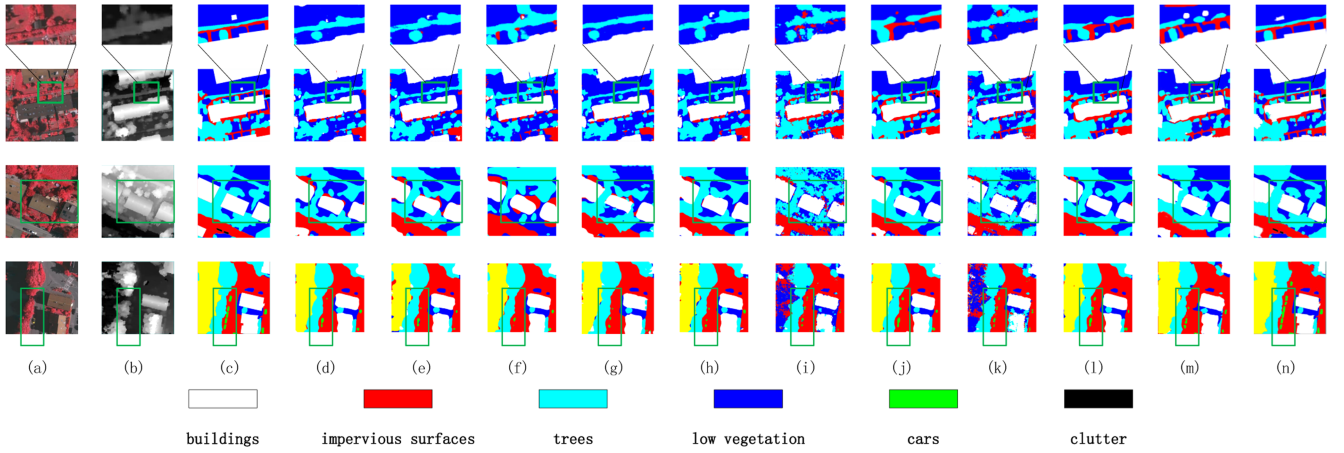 (a) (b) (c) (d) (e) (f) (g) (h) (i) (j) (k) (l) (m) (n)
buildings impervious surfaces trees low vegetation cars clutter